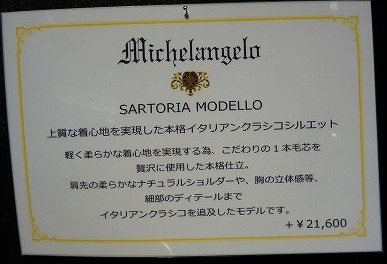 Michelangelo
SARTORIA MODELLO
上質な着心地を実現した本格イタリアンクラシコシルエット
軽く柔らかな着心地を実現する為、こだわりの1本毛芯を
贅沢に使用した本格仕立。
肩先の柔らかなナチュラルショルダーや、胸の立体感等、
細部のディテールまで
イタリアンクラシコを追及したモデルです。
+¥21,600